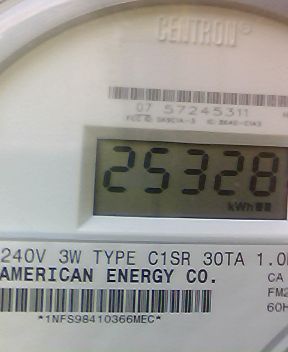 CENTRON®
07 57245311
25328
kWh
240V 3W TYPE C1SR 30TA 1.0
AMERICAN ENERGY CO.
CA
FM2
60H
*1NFS98410366MEC*